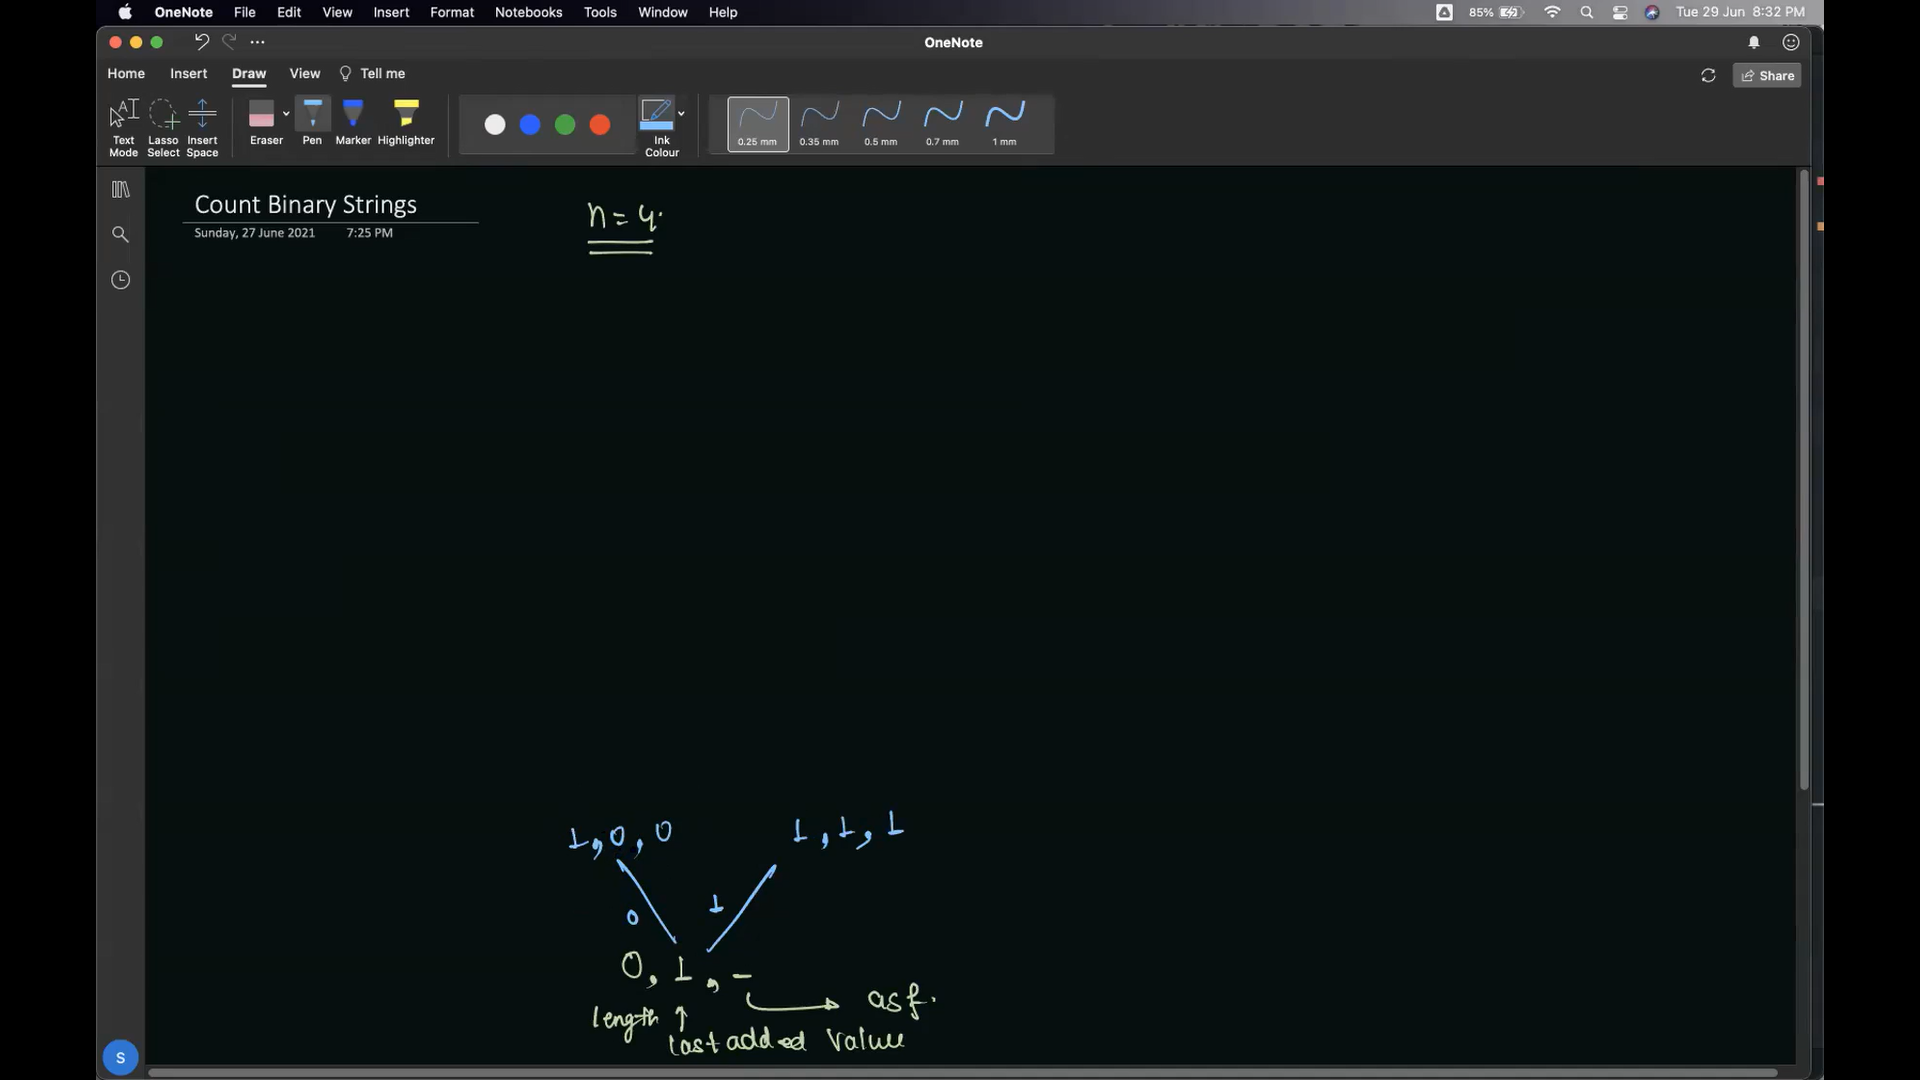 OneNote File Edit View Insert Format Notebooks Tools Window Help 85% Tue 29 Jun 8:32 PM
OneNote
Home Insert Draw View Tell me Share
Text Mode
Lasso Select
Insert Space
Eraser
Pen
Marker
Highlighter
Ink Colour
0.25 mm 0.35 mm 0.5 mm 0.7 mm 1 mm
Count Binary Strings
Sunday, 27 June 2021 7:25 PM
n = 4.
1, 0, 0 1, 1, 1
0 1
0, 1, –
asf.
length
last added value
S